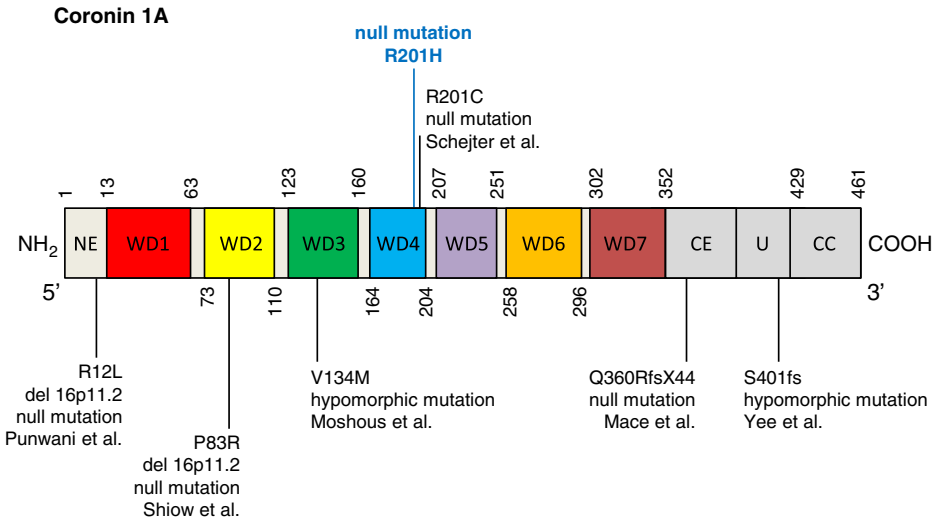 Coronin 1A
null mutation
R201H
R201C
null mutation
Schejter et al.
1
13
63
123
160
207
251
302
352
429
461
NH2
NE
WD1
WD2
WD3
WD4
WD5
WD6
WD7
CE
U
CC
COOH
5’
3’
73
110
164
204
258
296
R12L
del 16p11.2
null mutation
Punwani et al.
P83R
del 16p11.2
null mutation
Shiow et al.
V134M
hypomorphic mutation
Moshous et al.
Q360RfsX44
null mutation
Mace et al.
S401fs
hypomorphic mutation
Yee et al.